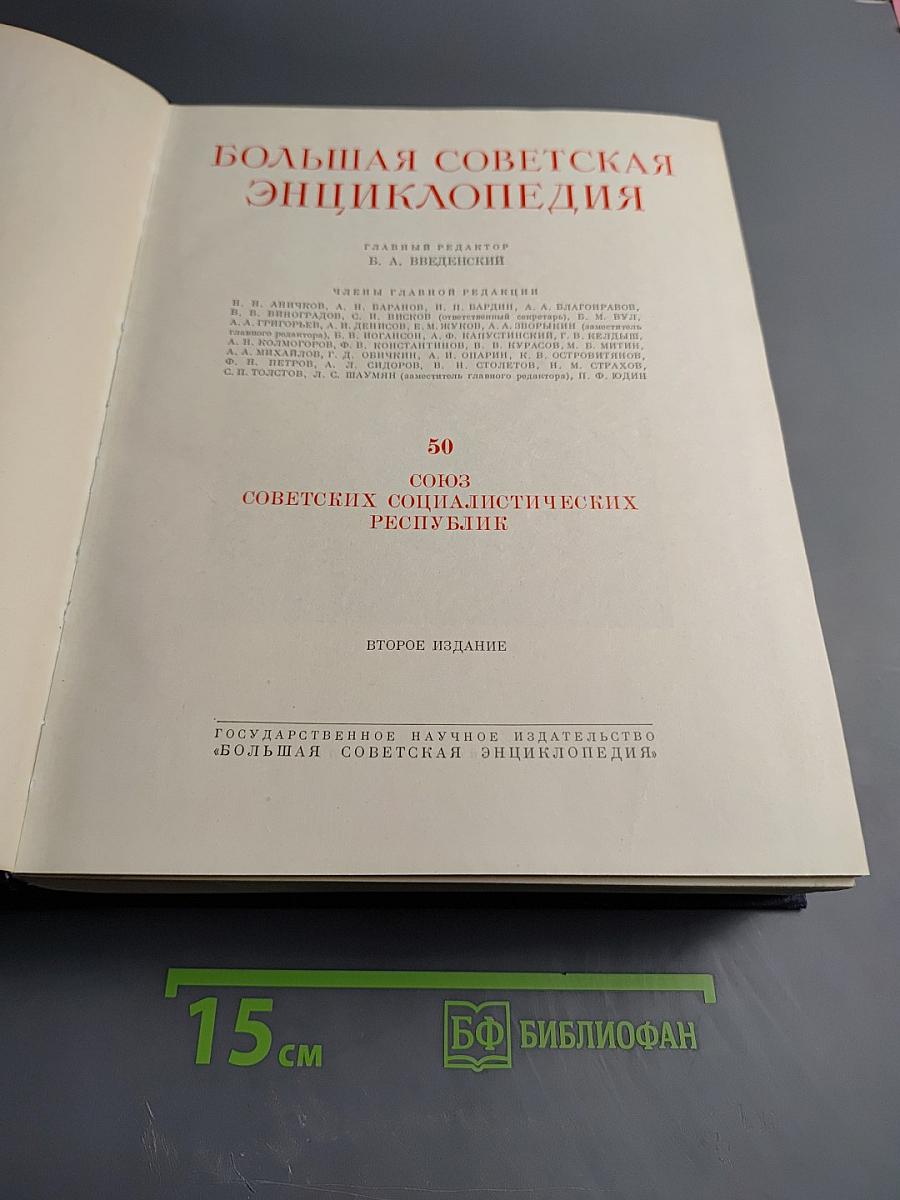 БОЛЬШАЯ СОВЕТСКАЯ
ЭНЦИКЛОПЕДИЯ
ГЛАВНЫЙ РЕДАКТОР
Б. А. ВВЕДЕНСКИЙ
ЧЛЕНЫ ГЛАВНОЙ РЕДАКЦИИ
Н. Н. АНИЧКОВ, А. Н. БАРАНОВ, И. П. БАРДИН, А. А. БЛАГОНРАВОВ,
В. В. ВИНОГРАДОВ, С. И. ВИСКОВ (ответственный секретарь), Б. М. ВУЛ,
А. А. ГРИГОРЬЕВ, А. И. ДЕНИСОВ, Е. М. ЖУКОВ, А. А. ЗВОРЫКИН (заместитель
главного редактора), Б. В. ИОГАНСОН, А. Ф. КАПУСТИНСКИЙ, Г. В. КЕЛДЫШ,
А. Н. КОЛМОГОРОВ, Ф. В. КОНСТАНТИНОВ, В. В. КУРАСОВ, М. Б. МИТИН,
А. А. МИХАЙЛОВ, Г. Д. ОБИЧКИН, А. И. ОПАРИН, К. В. ОСТРОВИТЯНОВ,
Ф. Н. ПЕТРОВ, А. Л. СИДОРОВ, В. Н. СТОЛЕТОВ, Н. М. СТРАХОВ,
С. П. ТОЛСТОВ, Л. С. ШАУМЯН (заместитель главного редактора), П. Ф. ЮДИН
50
СОЮЗ
СОВЕТСКИХ СОЦИАЛИСТИЧЕСКИХ
РЕСПУБЛИК
ВТОРОЕ ИЗДАНИЕ
ГОСУДАРСТВЕННОЕ НАУЧНОЕ ИЗДАТЕЛЬСТВО
«БОЛЬШАЯ СОВЕТСКАЯ ЭНЦИКЛОПЕДИЯ»
15 см
БФ БИБЛИОФАН